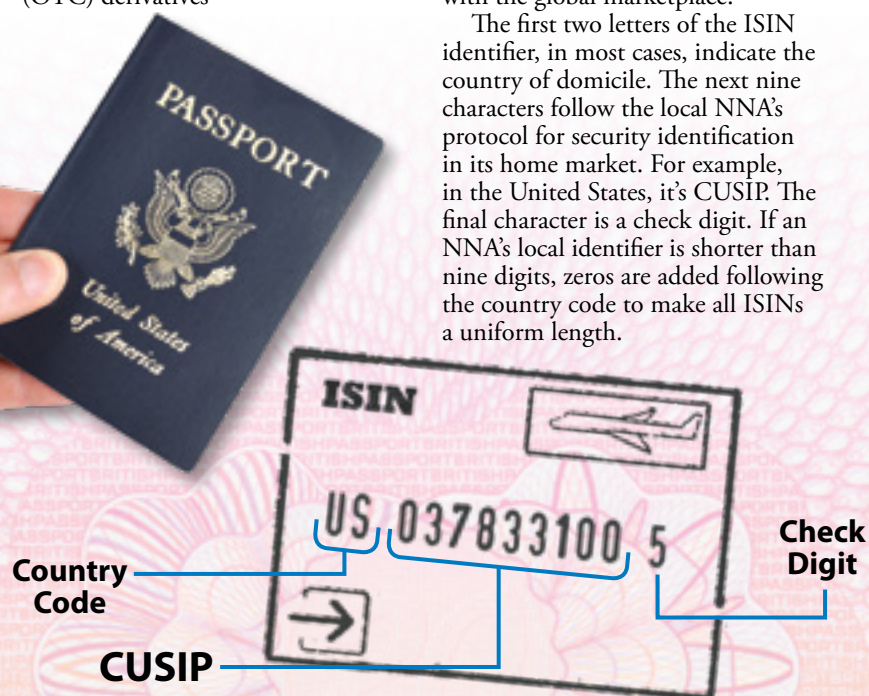 (OTC) derivatives
with the global marketplace.
The first two letters of the ISIN
identifier, in most cases, indicate the
country of domicile. The next nine
characters follow the local NNA’s
protocol for security identification
in its home market. For example,
in the United States, it’s CUSIP. The
final character is a check digit. If an
NNA’s local identifier is shorter than
nine digits, zeros are added following
the country code to make all ISINs
a uniform length.
PASSPORT
United States
of America
ISIN
US 037833100 5
Country
Code
CUSIP
Check
Digit